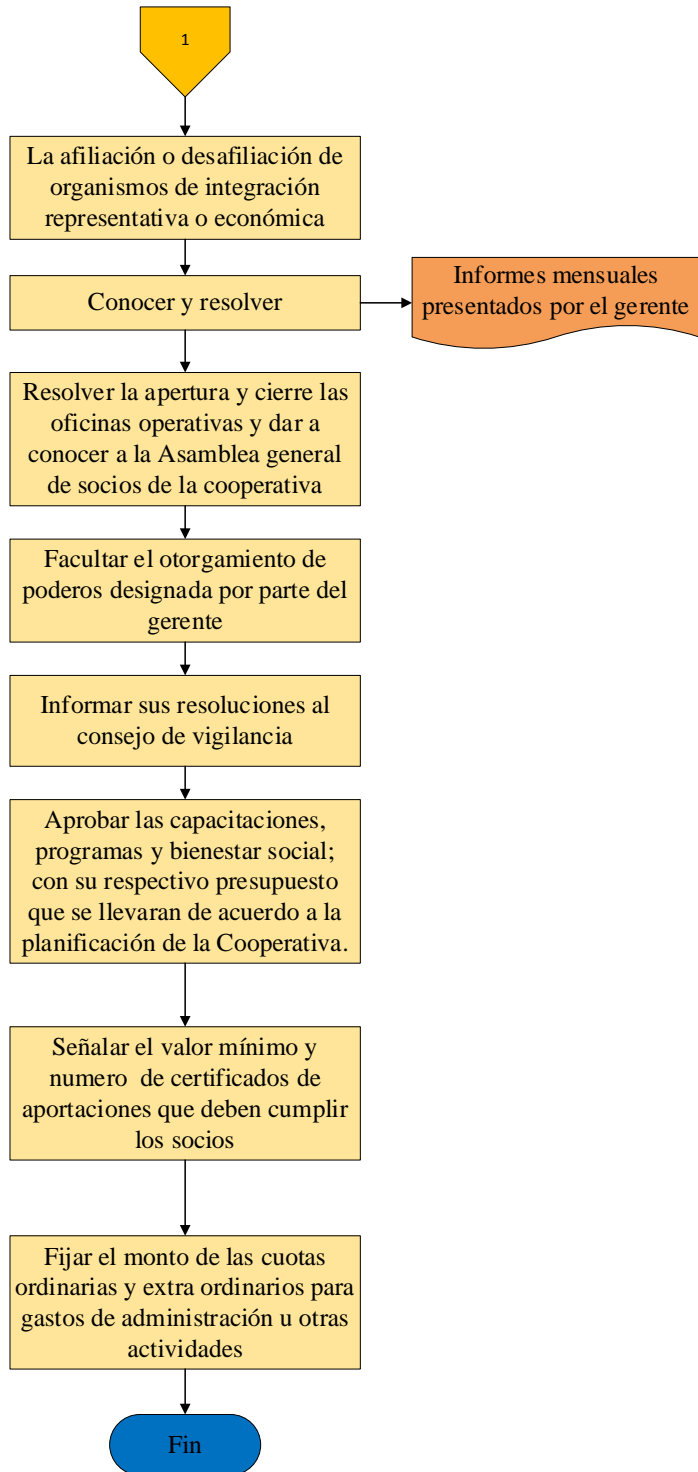 1
La afiliación o desafiliación de
organismos de integración
representativa o económica
Conocer y resolver
Informes mensuales
presentados por el gerente
Resolver la apertura y cierre las
oficinas operativas y dar a
conocer a la Asamblea general
de socios de la cooperativa
Facultar el otorgamiento de
poderos designada por parte del
gerente
Informar sus resoluciones al
consejo de vigilancia
Aprobar las capacitaciones,
programas y bienestar social;
con su respectivo presupuesto
que se llevaran de acuerdo a la
planificación de la Cooperativa.
Señalar el valor mínimo y
numero  de certificados de
aportaciones que deben cumplir
los socios
Fijar el monto de las cuotas
ordinarias y extra ordinarios para
gastos de administración u otras
actividades
Fin